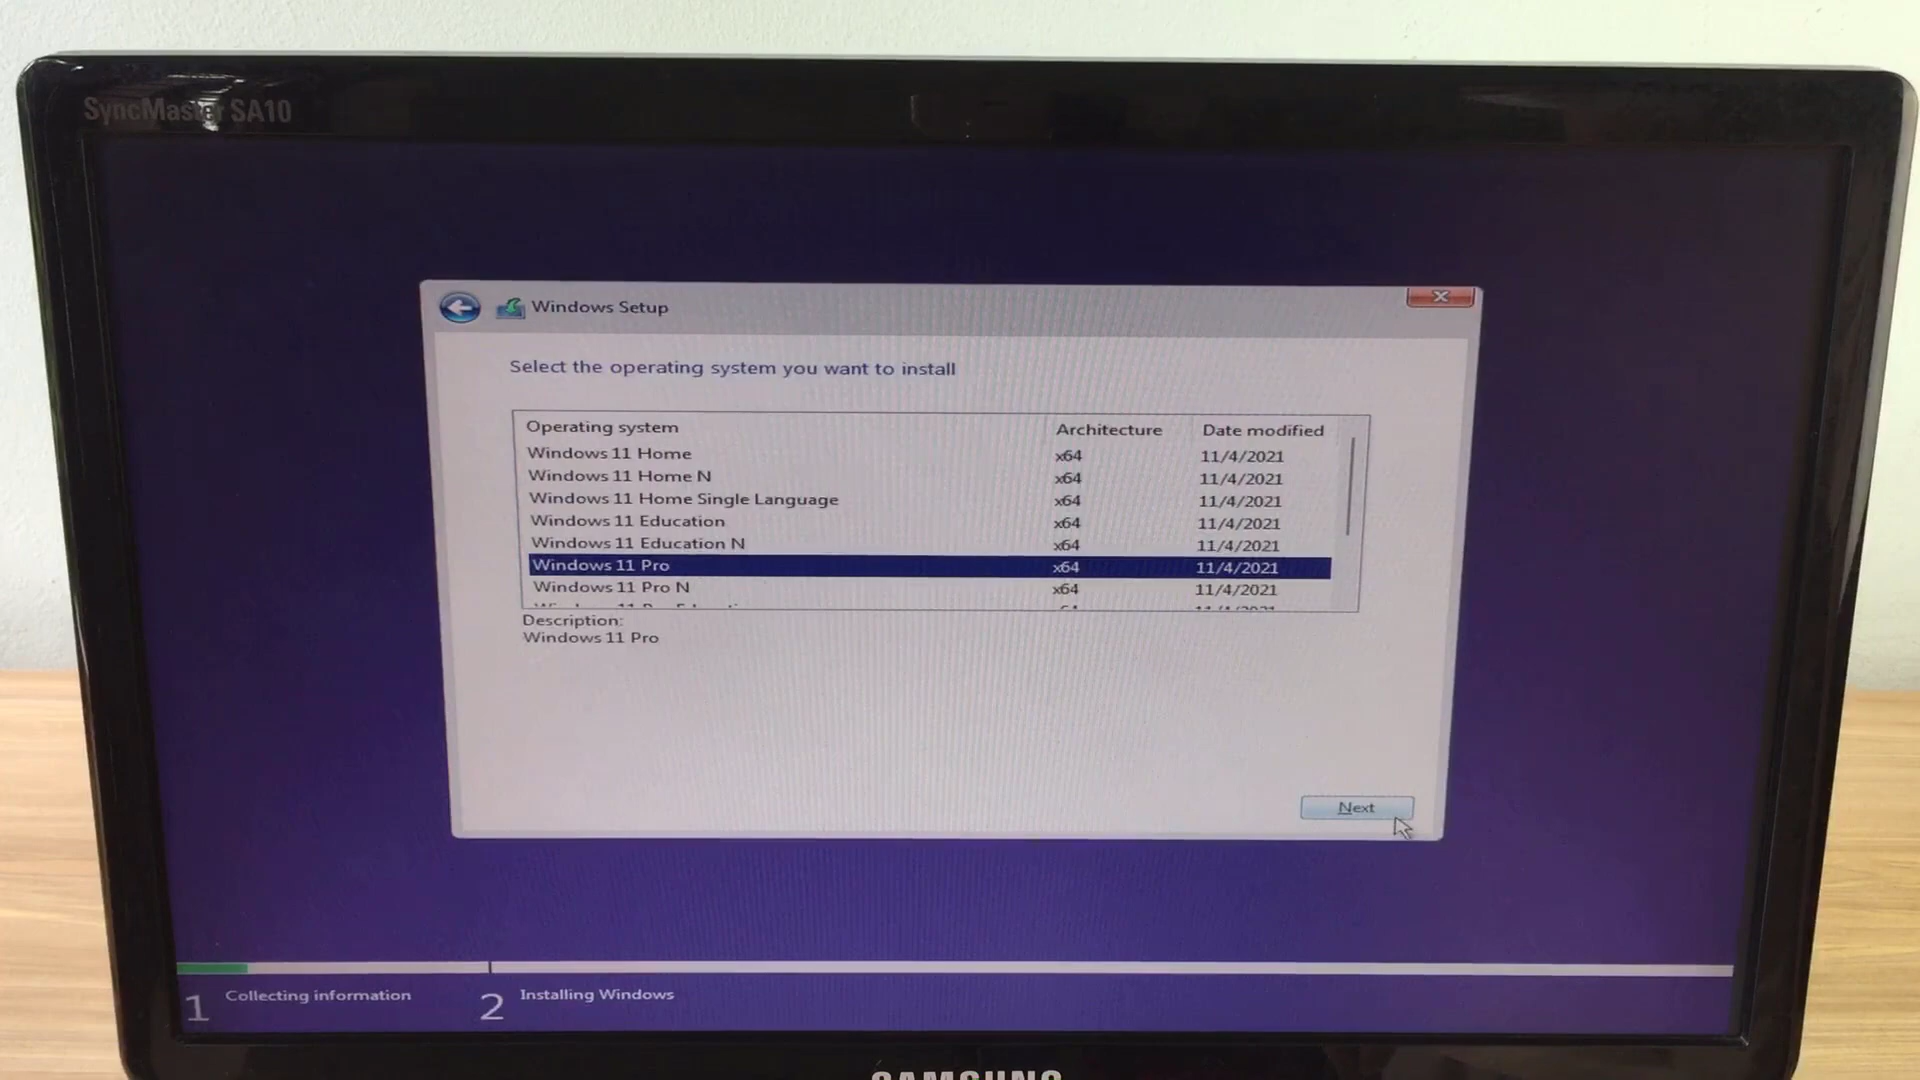 SyncMaster SA10
Windows Setup
Select the operating system you want to install
Operating system Architecture Date modified
Windows 11 Home x64 11/4/2021
Windows 11 Home N x64 11/4/2021
Windows 11 Home Single Language x64 11/4/2021
Windows 11 Education x64 11/4/2021
Windows 11 Education N x64 11/4/2021
Windows 11 Pro x64 11/4/2021
Windows 11 Pro N x64 11/4/2021
Description:
Windows 11 Pro
Next
1 Collecting information 2 Installing Windows
SAMSUNG